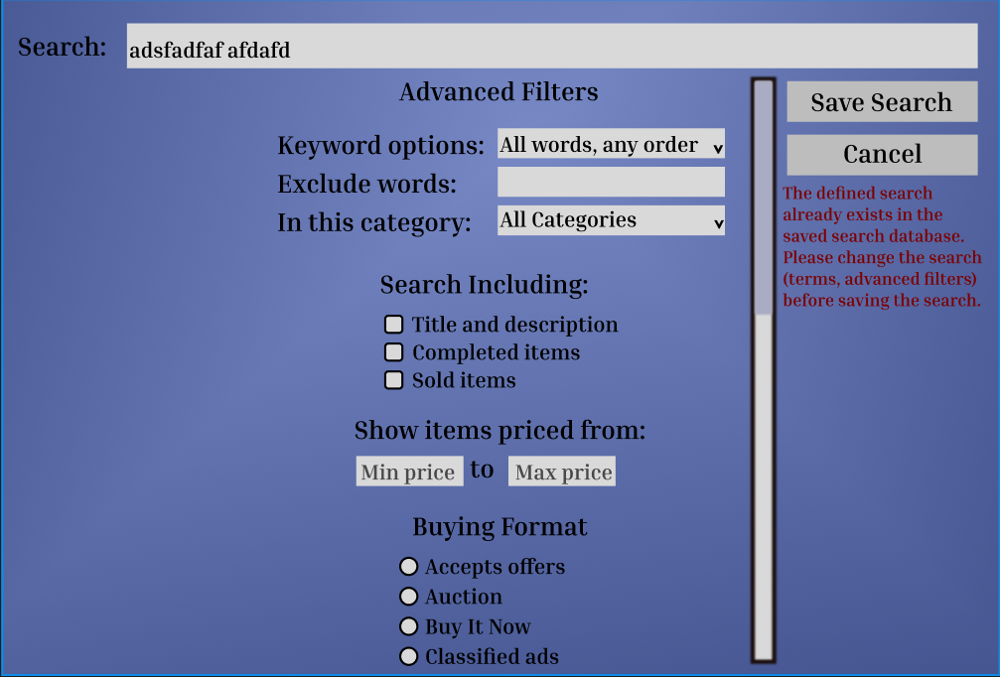 Search: adsfadfaf afdafd
Advanced Filters
Keyword options: All words, any order
Exclude words:
In this category: All Categories
Search Including:
Title and description
Completed items
Sold items
Show items priced from:
Min price to Max price
Buying Format
Accepts offers
Auction
Buy It Now
Classified ads
Save Search
Cancel
The defined search
already exists in the
saved search database.
Please change the search
(terms, advanced filters)
before saving the search.